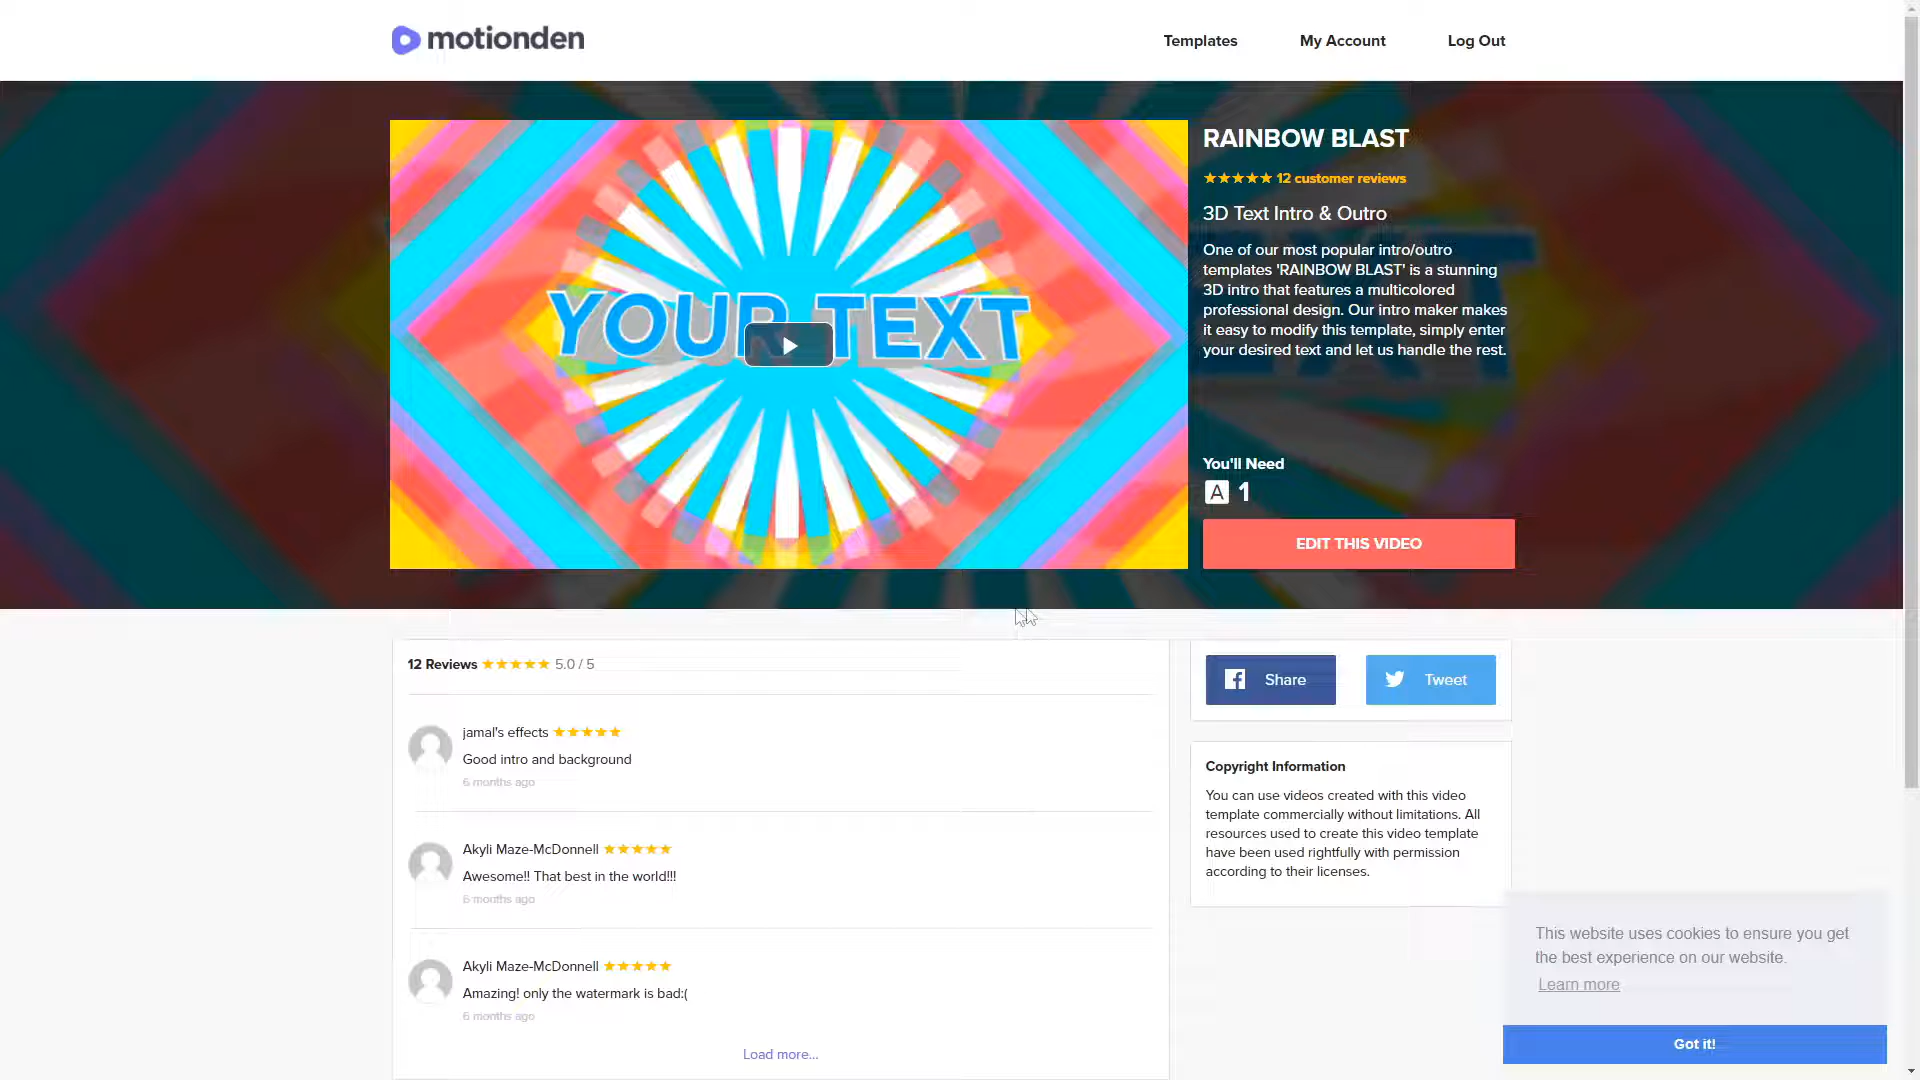 motionden
Templates
My Account
Log Out
YOUR TEXT
RAINBOW BLAST
★★★★★ 12 customer reviews
3D Text Intro & Outro
One of our most popular intro/outro
templates 'RAINBOW BLAST' is a stunning
3D intro that features a multicolored
professional design. Our intro maker makes
it easy to modify this template, simply enter
your desired text and let us handle the rest.
You'll Need
A 1
EDIT THIS VIDEO
12 Reviews ★★★★★ 5.0 / 5
jamal's effects ★★★★★
Good intro and background
6 months ago
Akyli Maze-McDonnell ★★★★★
Awesome!! That best in the world!!!
6 months ago
Akyli Maze-McDonnell ★★★★★
Amazing! only the watermark is bad:(
6 months ago
Load more...
Share
Tweet
Copyright Information
You can use videos created with this video
template commercially without limitations. All
resources used to create this video template
have been used rightfully with permission
according to their licenses.
This website uses cookies to ensure you get
the best experience on our website.
Learn more
Got it!